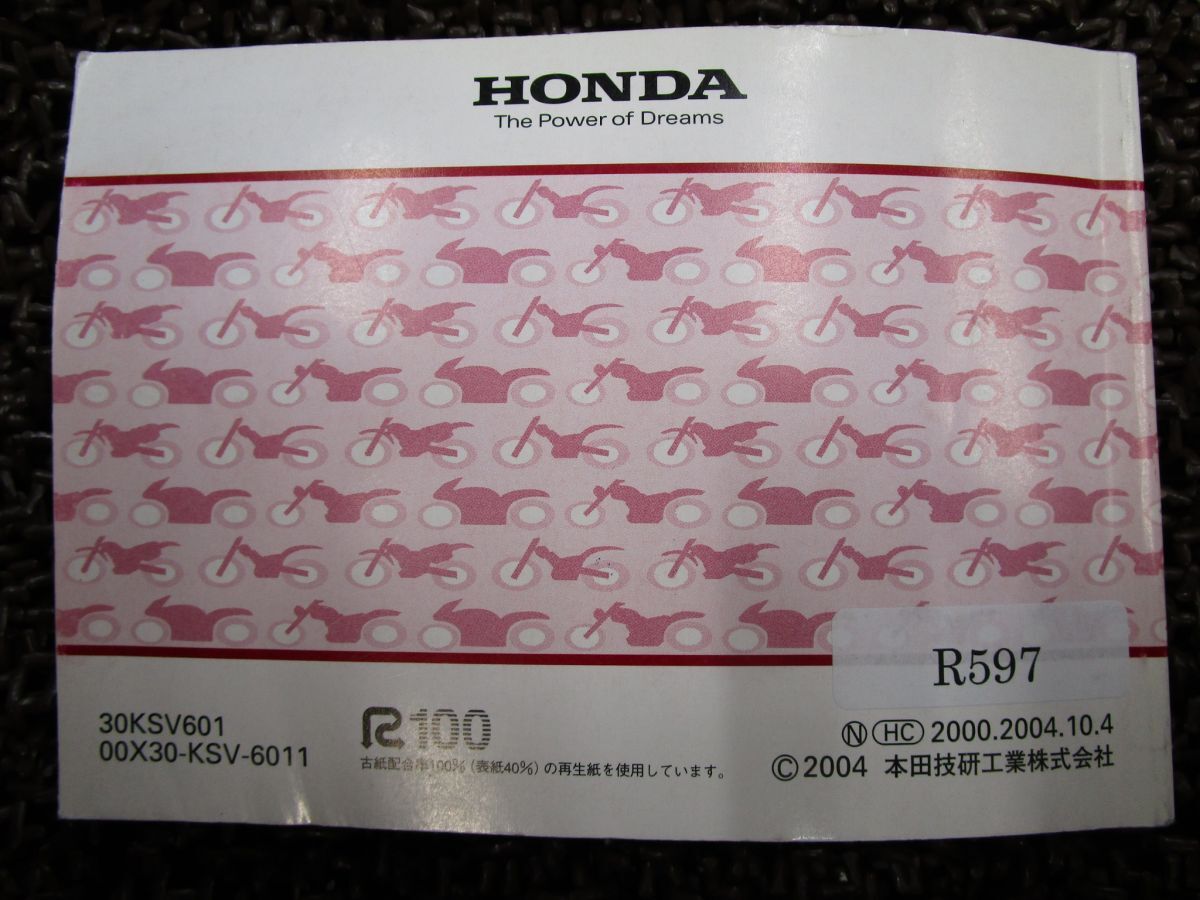 HONDA
The Power of Dreams
R597
30KSV601
00X30-KSV-6011
R100
古紙配合率100%（表紙40%）の再生紙を使用しています。
Ⓝ HC 2000.2004.10.4
©2004 本田技研工業株式会社